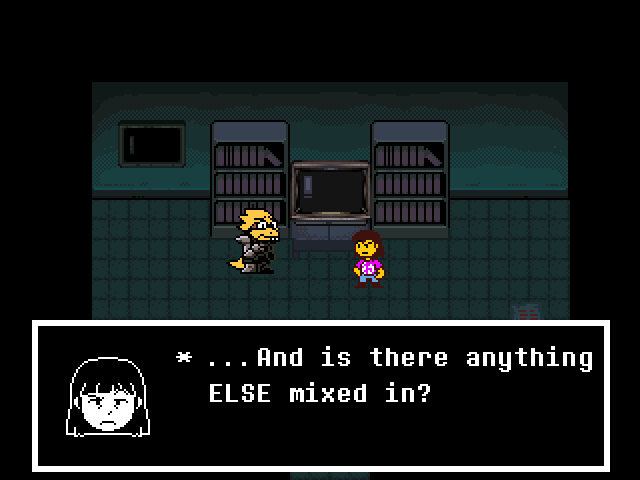 * ...And is there anything
ELSE mixed in?